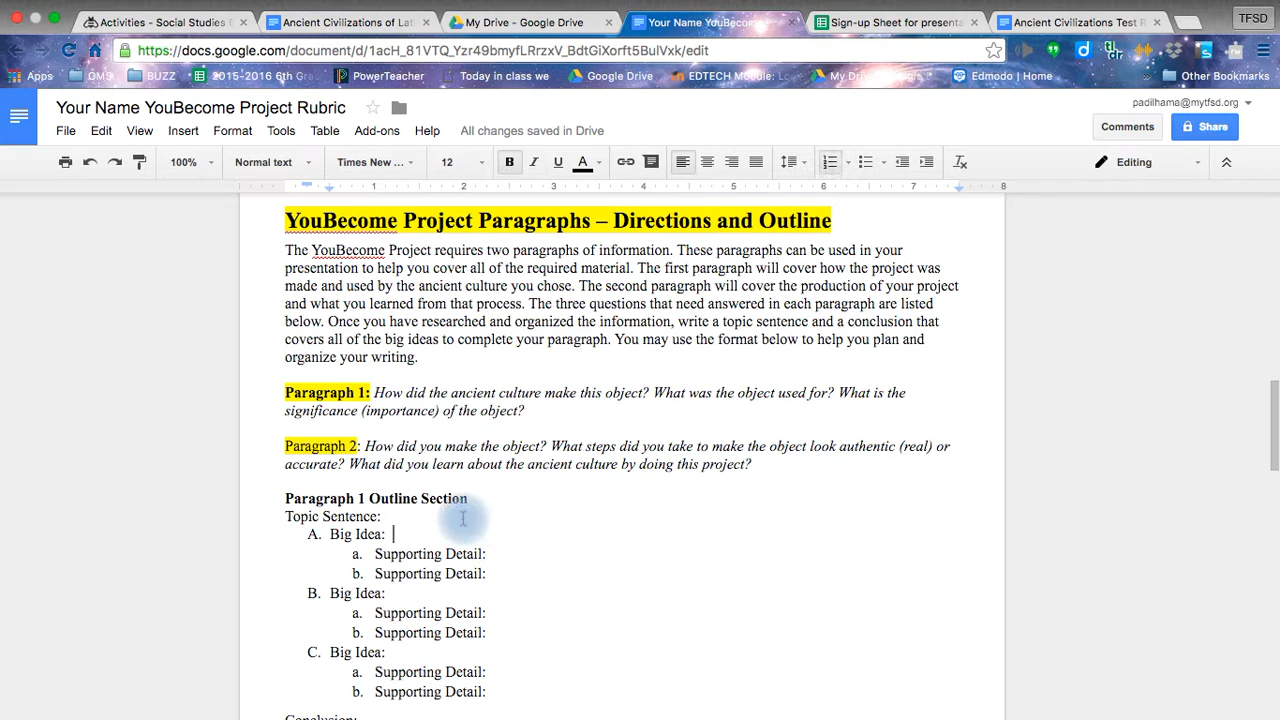 Activities - Social Studies 6
Ancient Civilizations of Lat
My Drive - Google Drive
Your Name YouBecome
Sign-up Sheet for presenta
Ancient Civilizations Test R
TFSD
https://docs.google.com/document/d/1acH_81VTQ_Yzr49bmyfLRrzxV_BdtGiXorft5BuIVxk/edit
Apps
OMS
BUZZ
2015-2016 6th Gra
PowerTeacher
Today in class we
Google Drive
EDTECH Module: Lo
My Dri
Edmodo | Home
Other Bookmarks
Your Name YouBecome Project Rubric
padilhama@mytfsd.org
File Edit View Insert Format Tools Table Add-ons Help All changes saved in Drive
Comments
Share
100% Normal text Times New ... 12 B I U A Editing
1 2 3 4 5 6 7 8
YouBecome Project Paragraphs – Directions and Outline
The YouBecome Project requires two paragraphs of information. These paragraphs can be used in your
presentation to help you cover all of the required material. The first paragraph will cover how the project was
made and used by the ancient culture you chose. The second paragraph will cover the production of your project
and what you learned from that process. The three questions that need answered in each paragraph are listed
below. Once you have researched and organized the information, write a topic sentence and a conclusion that
covers all of the big ideas to complete your paragraph. You may use the format below to help you plan and
organize your writing.
Paragraph 1: How did the ancient culture make this object? What was the object used for? What is the
significance (importance) of the object?
Paragraph 2: How did you make the object? What steps did you take to make the object look authentic (real) or
accurate? What did you learn about the ancient culture by doing this project?
Paragraph 1 Outline Section
Topic Sentence:
A. Big Idea:
a. Supporting Detail:
b. Supporting Detail:
B. Big Idea:
a. Supporting Detail:
b. Supporting Detail:
C. Big Idea:
a. Supporting Detail:
b. Supporting Detail:
Conclusion: